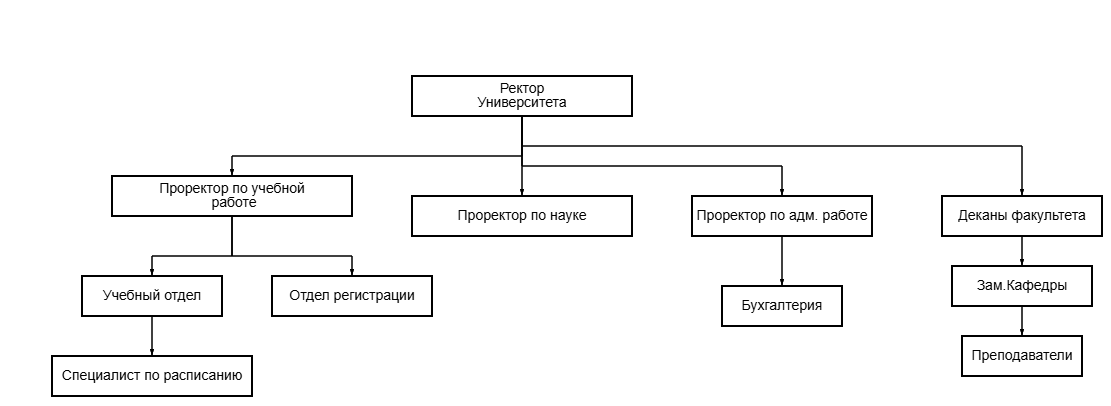 Ректор
Университета
Проректор по учебной
работе
Проректор по науке
Проректор по адм. работе
Деканы факультета
Учебный отдел
Отдел регистрации
Бухгалтерия
Зам.Кафедры
Специалист по расписанию
Преподаватели